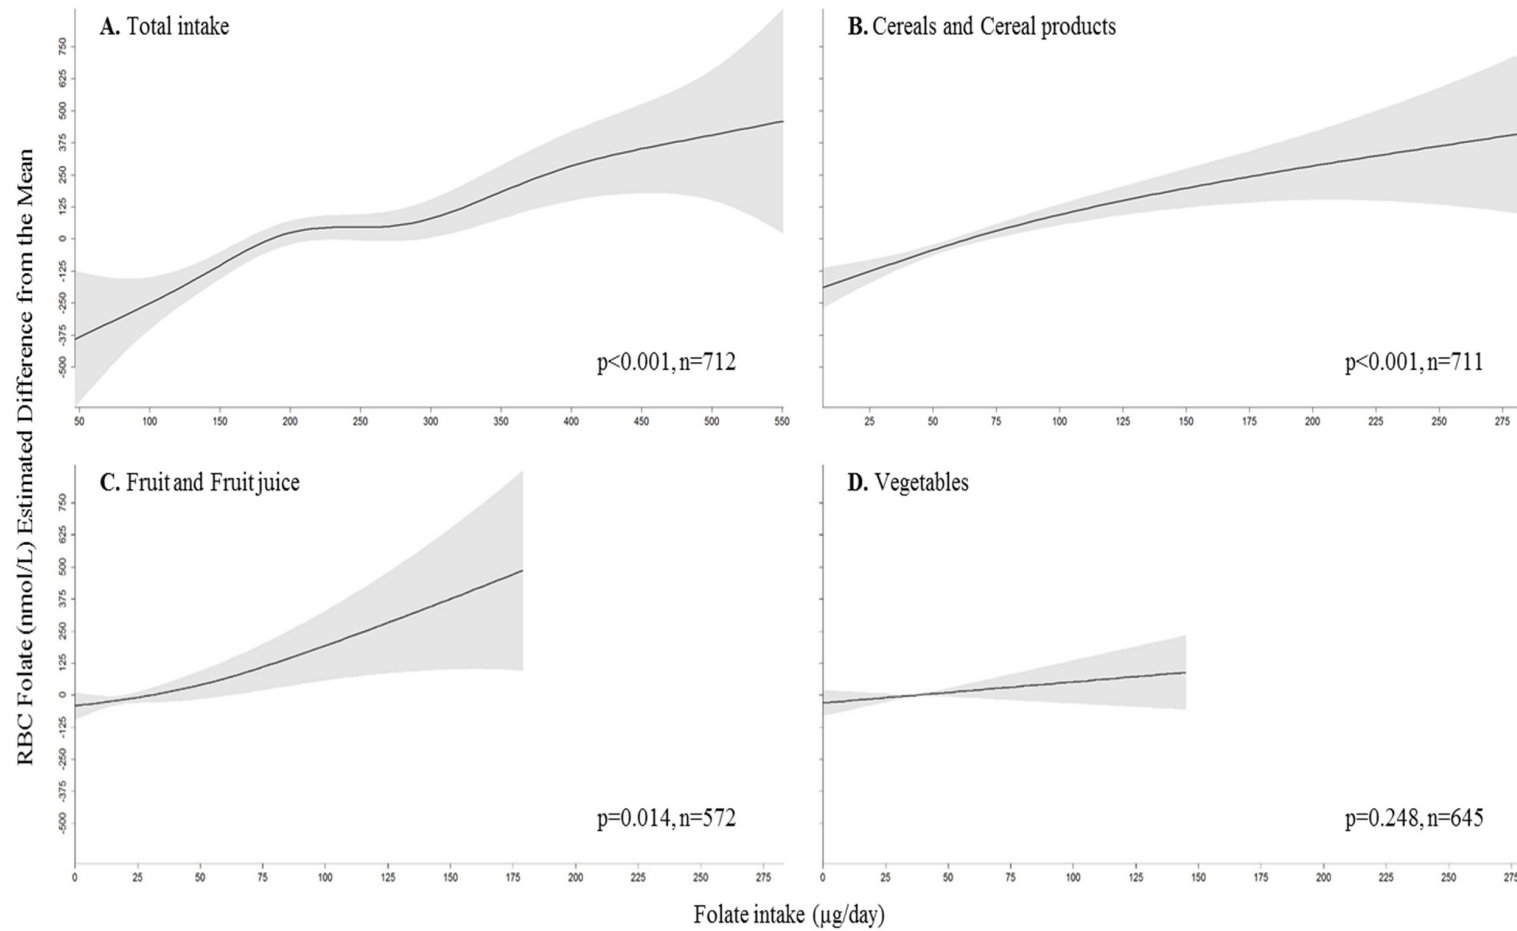 RBC Folate (nmol/L) Estimated Difference from the Mean
A. Total intake
750
625
500
375
250
125
0
-125
-250
-375
-500
p<0.001, n=712
50 100 150 200 250 300 350 400 450 500 550
B. Cereals and Cereal products
p<0.001, n=711
25 50 75 100 125 150 175 200 225 250 275
C. Fruit and Fruit juice
750
625
500
375
250
125
0
-125
-250
-375
-500
p=0.014, n=572
0 25 50 75 100 125 150 175 200 225 250 275
D. Vegetables
p=0.248, n=645
0 25 50 75 100 125 150 175 200 225 250 275
Folate intake (µg/day)